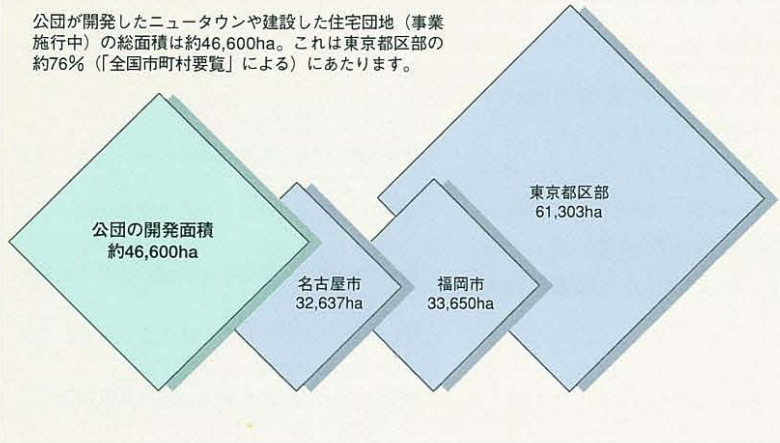 公団が開発したニュータウンや建設した住宅団地（事業
施行中）の総面積は約46,600ha。これは東京都区部の
約76％（「全国市町村要覧」による）にあたります。
公団の開発面積
約46,600ha
名古屋市
32,637ha
福岡市
33,650ha
東京都区部
61,303ha